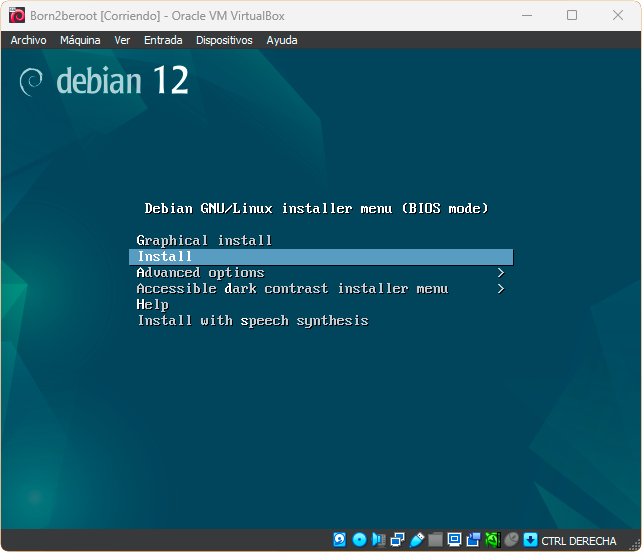 Born2beroot [Corriendo] - Oracle VM VirtualBox
Archivo Máquina Ver Entrada Dispositivos Ayuda
debian 12
Debian GNU/Linux installer menu (BIOS mode)
Graphical install
Install
Advanced options >
Accessible dark contrast installer menu >
Help
Install with speech synthesis
CTRL DERECHA